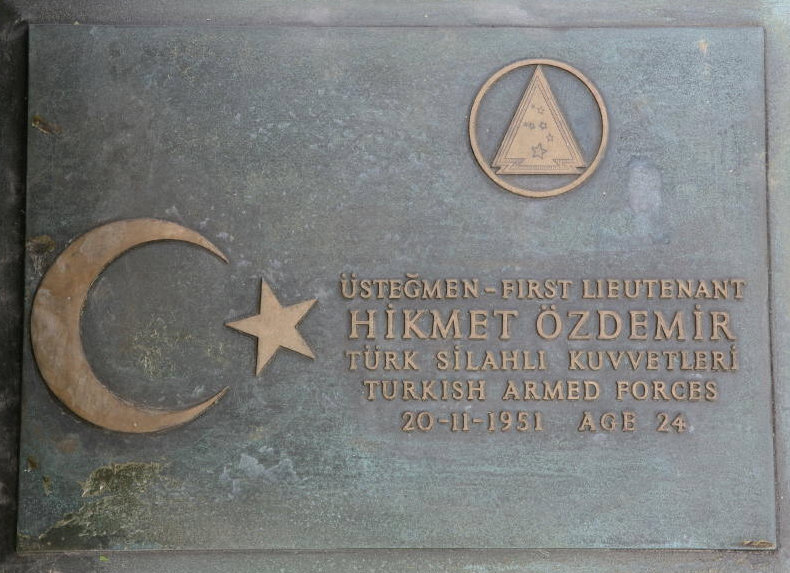 ÜSTEĞMEN-FIRST LIEUTENANT
HİKMET ÖZDEMİR
TÜRK SİLAHLI KUVVETLERİ
TURKISH ARMED FORCES
20-11-1951 AGE 24